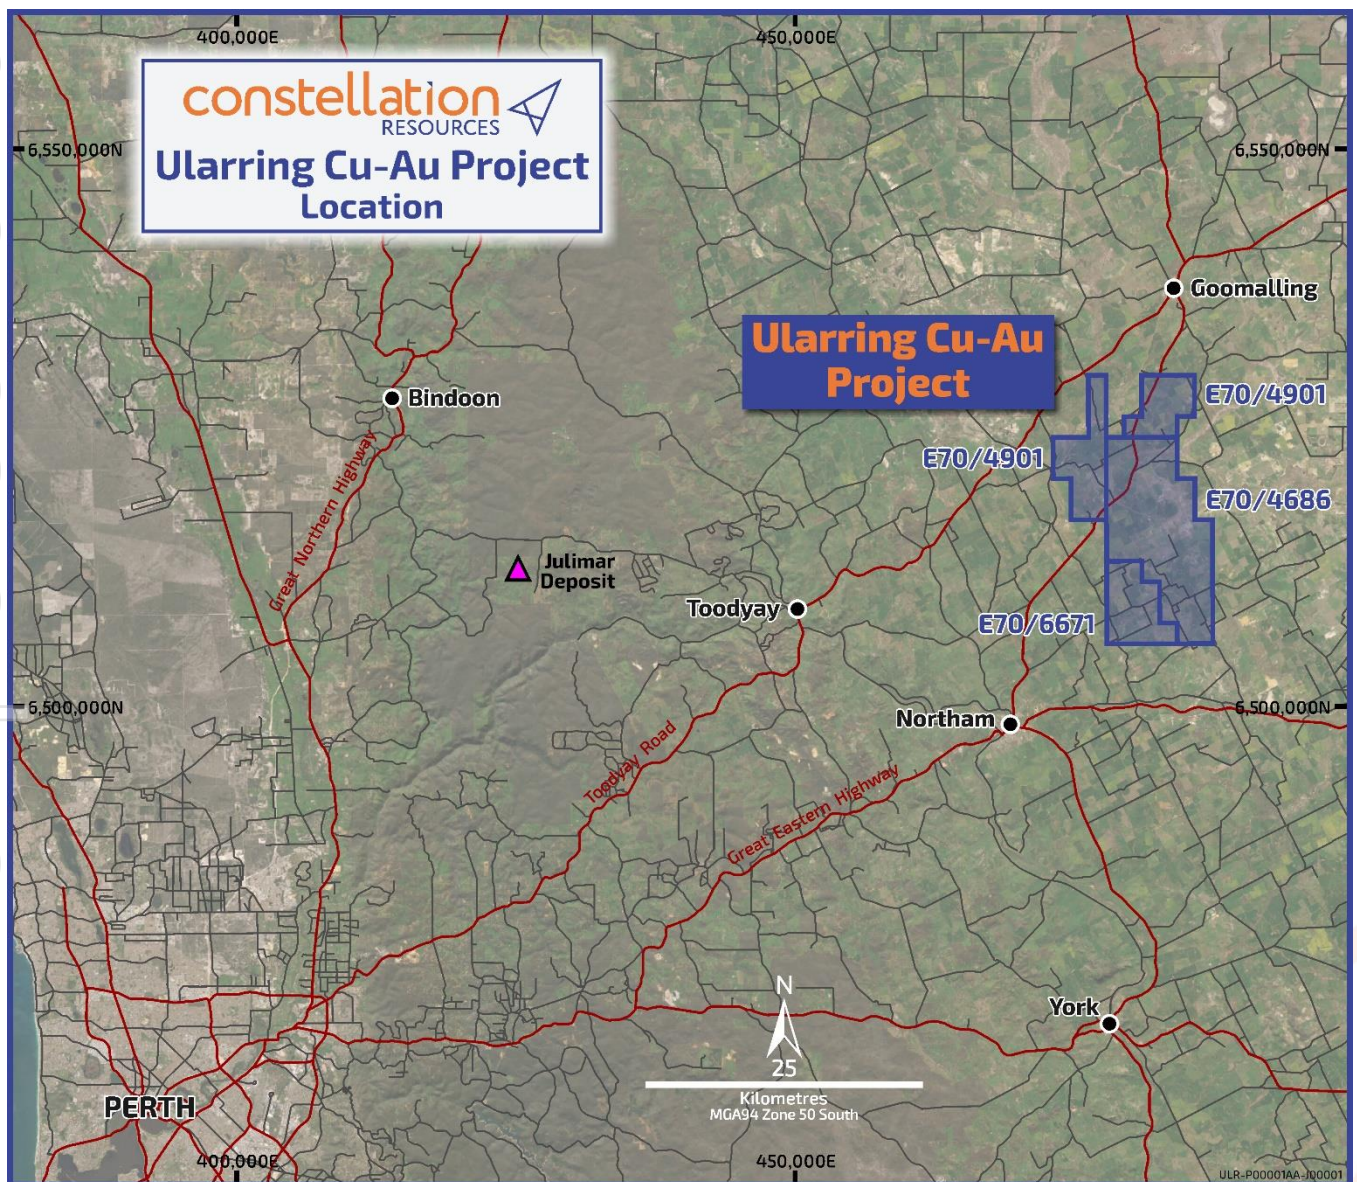 400,000E
450,000E
constellation
RESOURCES
Ularring Cu-Au Project
Location
6,550,000N
6,550,000N
Goomalling
Ularring Cu-Au
Project
Bindoon
E70/4901
E70/4901
E70/4686
Great Northern Highway
Julimar
Deposit
Toodyay
E70/6671
6,500,000N
6,500,000N
Northam
Toodyay Road
Great Eastern Highway
York
N
25
Kilometres
MGA94 Zone 50 South
PERTH
400,000E
450,000E
ULR-P00001AA-J00001